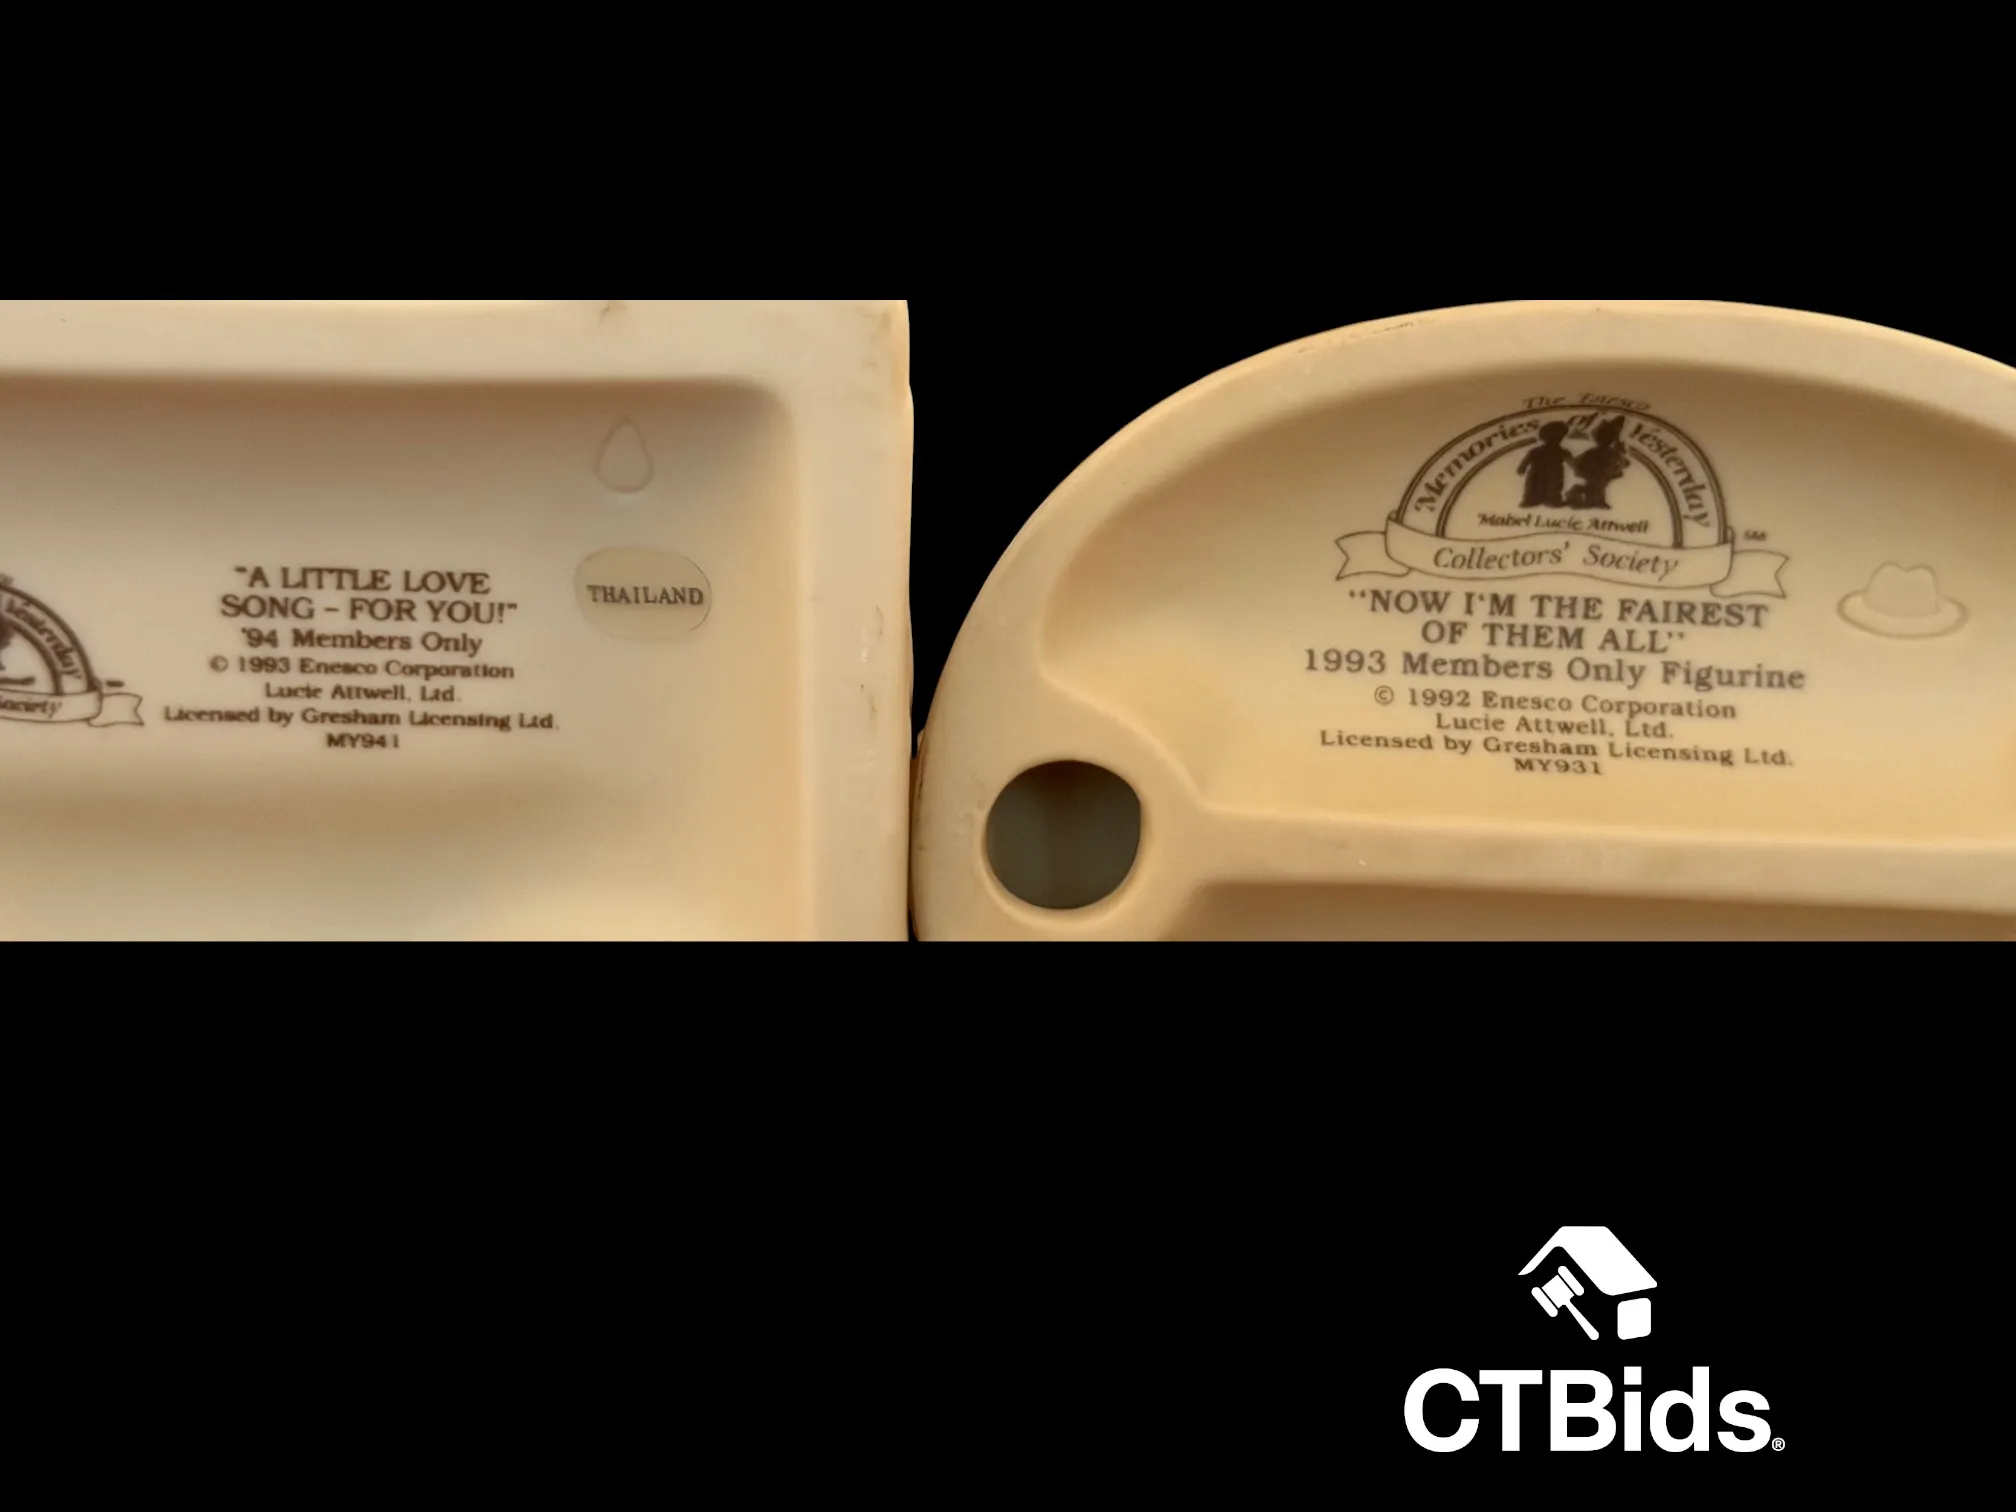 Yesterday
Society
"A LITTLE LOVE
SONG – FOR YOU!"
'94 Members Only
© 1993 Enesco Corporation
Lucie Attwell, Ltd.
Licensed by Gresham Licensing Ltd.
MY941
THAILAND
The Enesco
Memories of Yesterday
Mabel Lucie Attwell
Collectors' Society
"NOW I'M THE FAIREST
OF THEM ALL"
1993 Members Only Figurine
© 1992 Enesco Corporation
Lucie Attwell, Ltd.
Licensed by Gresham Licensing Ltd.
MY931
CTBids®